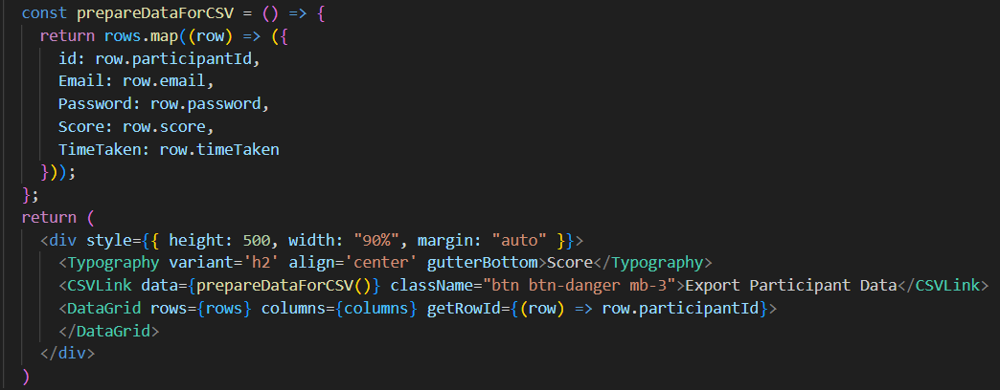 const prepareDataForCSV = () => {
return rows.map((row) => ({
id: row.participantId,
Email: row.email,
Password: row.password,
Score: row.score,
TimeTaken: row.timeTaken
}));
};
return (
<div style={{ height: 500, width: "90%", margin: "auto" }}>
<Typography variant='h2' align='center' gutterBottom>Score</Typography>
<CSVLink data={prepareDataForCSV()} className="btn btn-danger mb-3">Export Participant Data</CSVLink>
<DataGrid rows={rows} columns={columns} getRowId={(row) => row.participantId}>
</DataGrid>
</div>
)